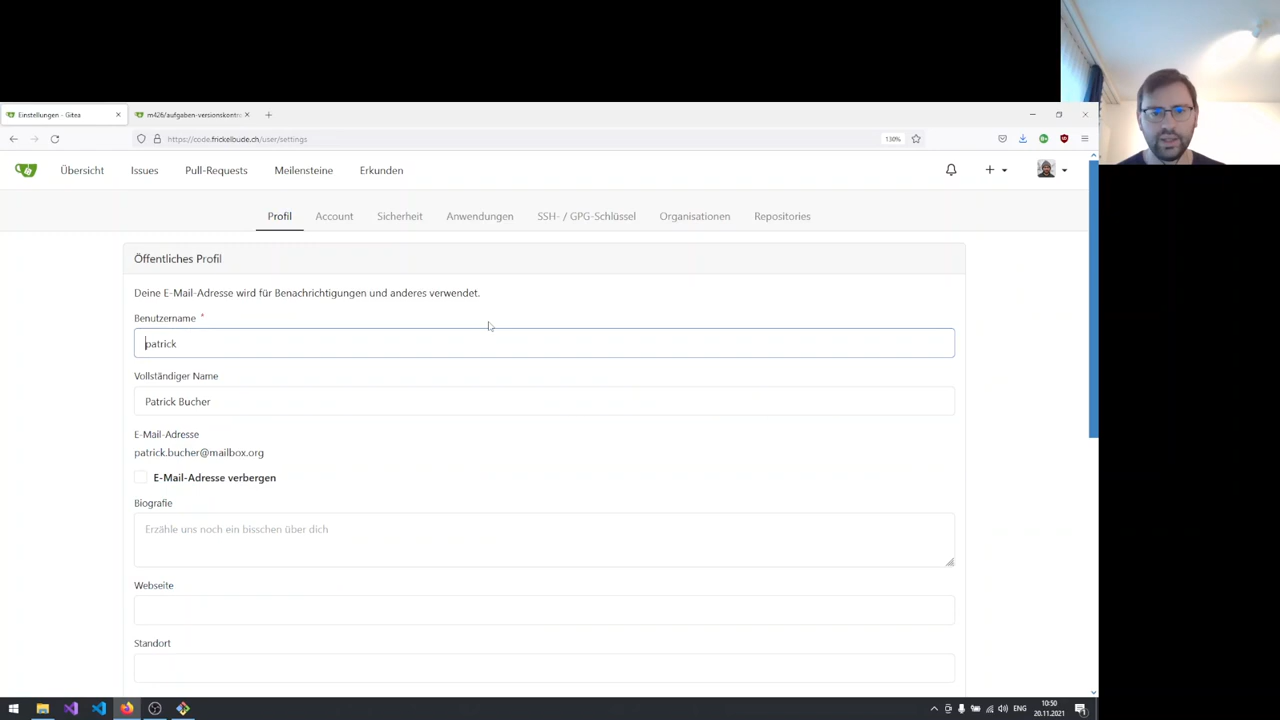 Einstellungen - Gitea
m426/aufgaben-versionskontr
https://code.frickelbude.ch/user/settings
130%
Übersicht
Issues
Pull-Requests
Meilensteine
Erkunden
Profil
Account
Sicherheit
Anwendungen
SSH- / GPG-Schlüssel
Organisationen
Repositories
Öffentliches Profil
Deine E-Mail-Adresse wird für Benachrichtigungen und anderes verwendet.
Benutzername *
patrick
Vollständiger Name
Patrick Bucher
E-Mail-Adresse
patrick.bucher@mailbox.org
E-Mail-Adresse verbergen
Biografie
Erzähle uns noch ein bisschen über dich
Webseite
Standort
ENG
10:50
20.11.2021